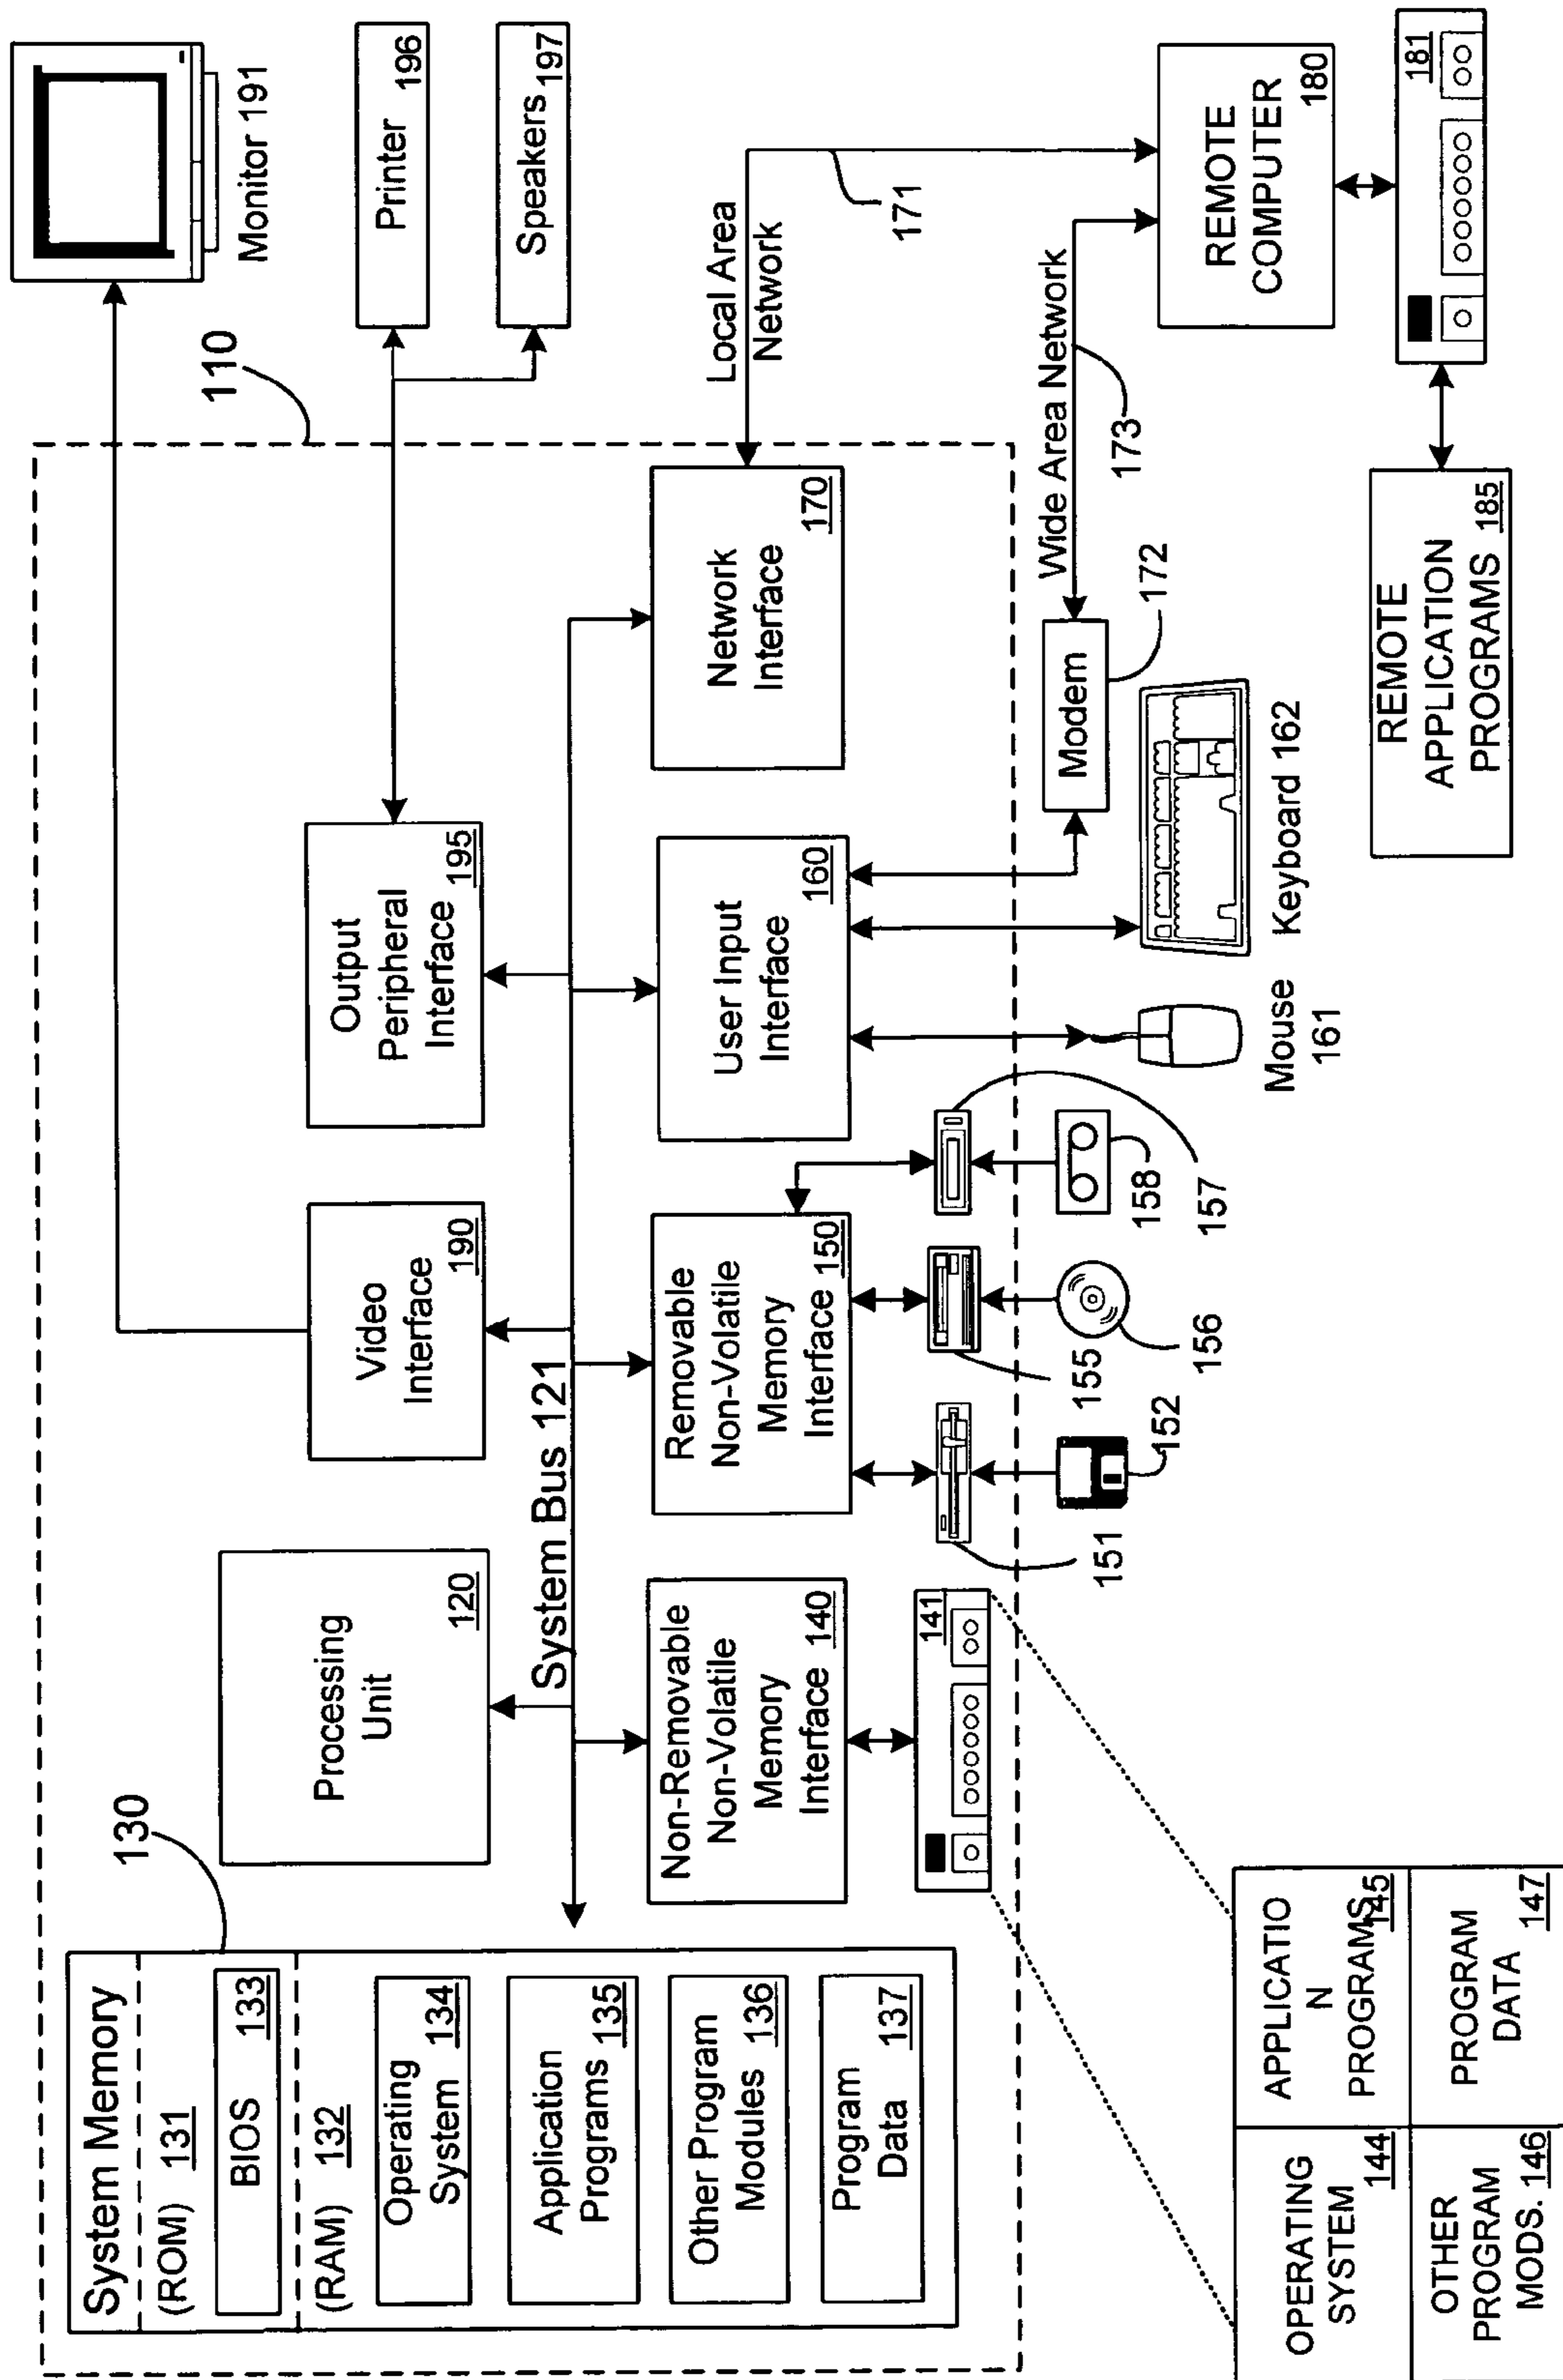 System Memory
(ROM) 131
BIOS 133
(RAM) 132
Operating
System 134
Application
Programs 135
Other Program
Modules 136
Program
Data 137
130
Processing
Unit
120
System Bus 121
Video
Interface
190
Output
Peripheral
Interface 195
110
Monitor 191
Printer
196
Speakers 197
Non-Removable
Non-Volatile
Memory
Interface 140
Removable
Non-Volatile
Memory
Interface 150
User Input
Interface
160
Network
Interface
170
Local Area
Network
171
141
151
152
155
156
157
158
Mouse
161
Keyboard 162
Modem
172
Wide Area Network
173
REMOTE
COMPUTER
180
181
REMOTE
APPLICATION
PROGRAMS 185
OPERATING
SYSTEM
144
APPLICATIO
N
PROGRAMS
145
OTHER
PROGRAM
MODS. 146
PROGRAM
DATA
147